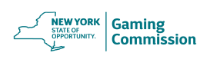 NEW YORK
STATE OF
OPPORTUNITY.
Gaming
Commission